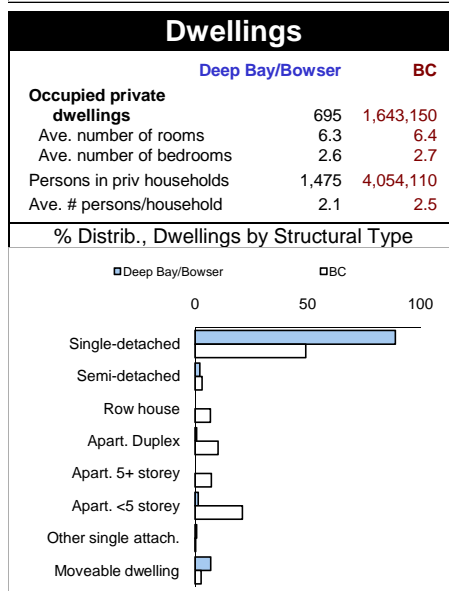 Dwellings
Deep Bay/Bowser BC
Occupied private
dwellings 695 1,643,150
Ave. number of rooms 6.3 6.4
Ave. number of bedrooms 2.6 2.7
Persons in priv households 1,475 4,054,110
Ave. # persons/household 2.1 2.5
% Distrib., Dwellings by Structural Type
Deep Bay/Bowser BC
0 50 100
Single-detached
Semi-detached
Row house
Apart. Duplex
Apart. 5+ storey
Apart. <5 storey
Other single attach.
Moveable dwelling